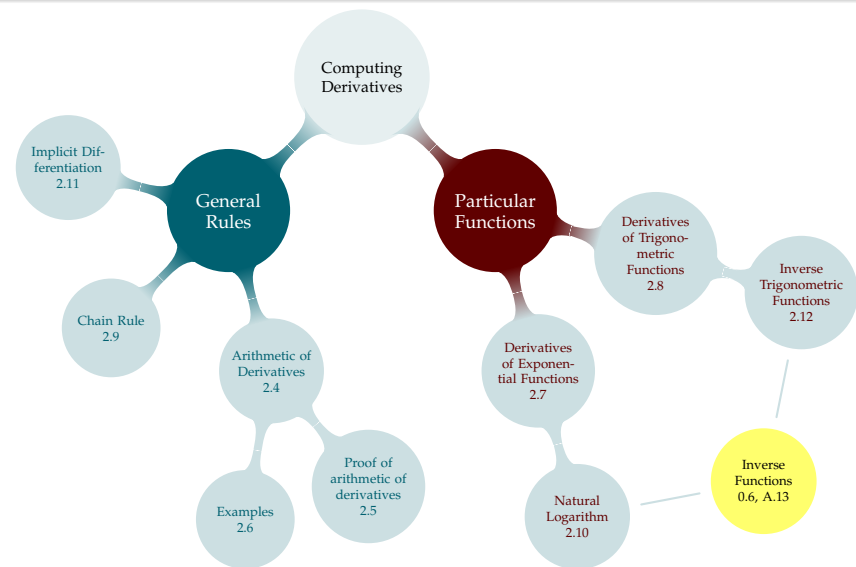 Computing
Derivatives
General
Rules
Implicit Dif-
ferentiation
2.11
Chain Rule
2.9
Arithmetic of
Derivatives
2.4
Examples
2.6
Proof of
arithmetic of
derivatives
2.5
Particular
Functions
Derivatives
of Trigono-
metric
Functions
2.8
Inverse
Trigonometric
Functions
2.12
Derivatives
of Exponen-
tial Functions
2.7
Natural
Logarithm
2.10
Inverse
Functions
0.6, A.13